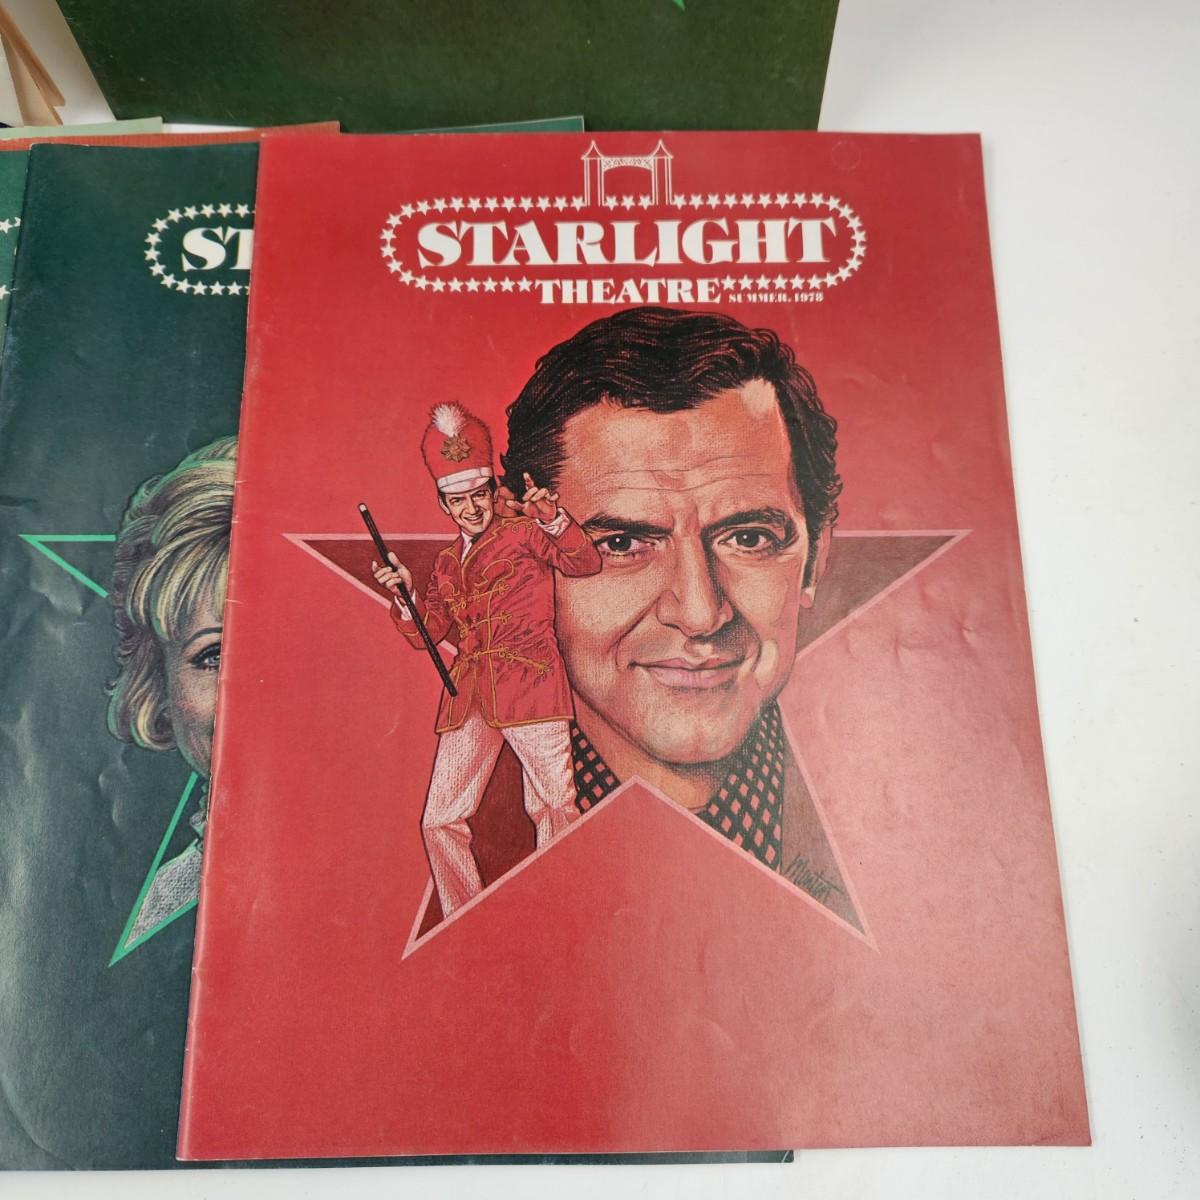 STARLIGHT
THEATRE SUMMER, 1978
ST